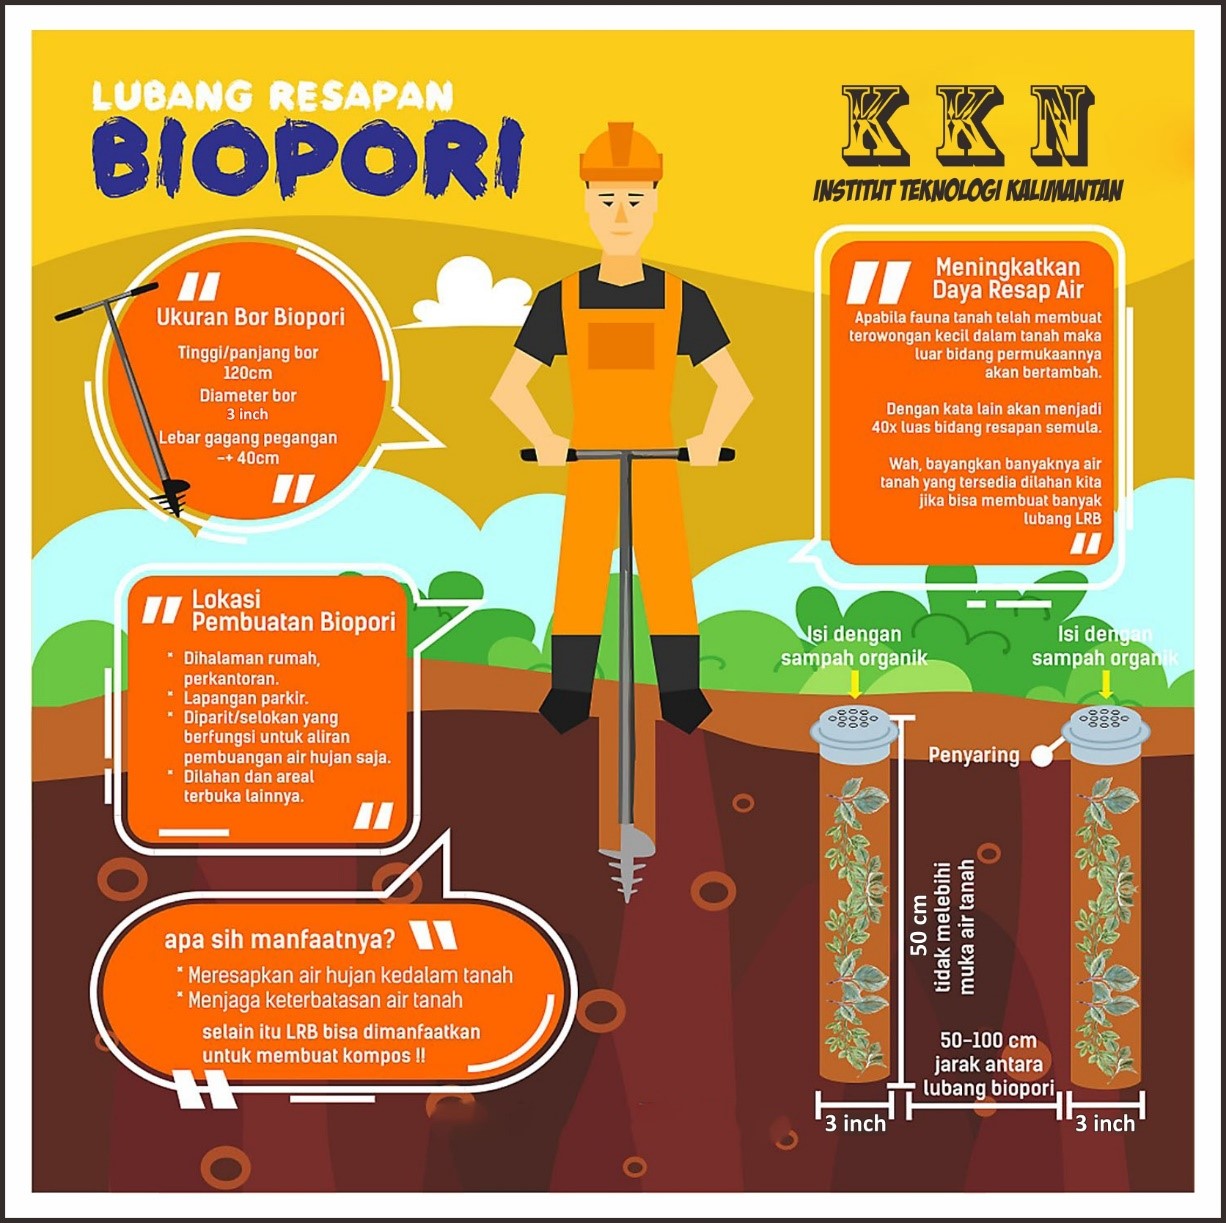 LUBANG RESAPAN
BIOPORI
K K N
INSTITUT TEKNOLOGI KALIMANTAN
Ukuran Bor Biopori
Tinggi/panjang bor
120cm
Diameter bor
3 inch
Lebar gagang pegangan
-+ 40cm
Meningkatkan
Daya Resap Air
Apabila fauna tanah telah membuat
terowongan kecil dalam tanah maka
luar bidang permukaannya
akan bertambah.
Dengan kata lain akan menjadi
40x luas bidang resapan semula.
Wah, bayangkan banyaknya air
tanah yang tersedia dilahan kita
jika bisa membuat banyak
lubang LRB
Lokasi
Pembuatan Biopori
* Dihalaman rumah,
perkantoran.
* Lapangan parkir.
* Diparit/selokan yang
berfungsi untuk aliran
pembuangan air hujan saja.
* Dilahan dan areal
terbuka lainnya.
apa sih manfaatnya?
* Meresapkan air hujan kedalam tanah
* Menjaga keterbatasan air tanah
selain itu LRB bisa dimanfaatkan
untuk membuat kompos !!
Isi dengan
sampah organik
Isi dengan
sampah organik
Penyaring
50 cm
tidak melebihi
muka air tanah
50-100 cm
jarak antara
lubang biopori
3 inch
3 inch